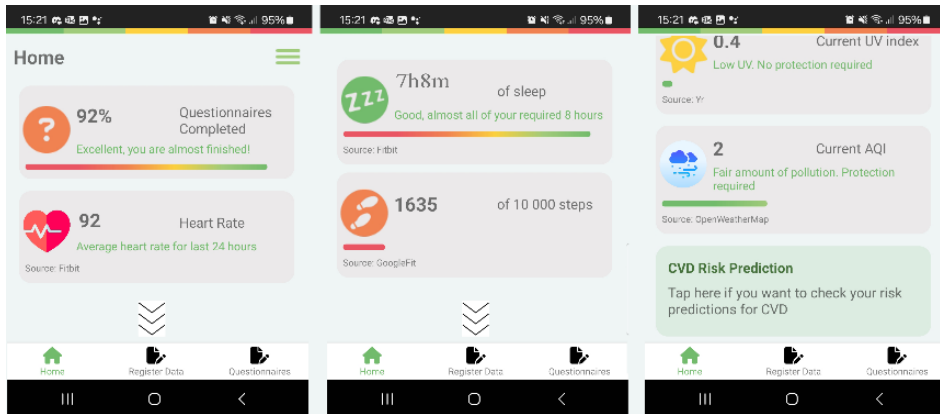 15:21
95%
Home
?
92%
Questionnaires
Completed
Excellent, you are almost finished!
92
Heart Rate
Average heart rate for last 24 hours
Source: Fitbit
Home
Register Data
Questionnaires
15:21
95%
ZZZ
7h8m
of sleep
Good, almost all of your required 8 hours
Source: Fitbit
1635
of 10 000 steps
Source: GoogleFit
Home
Register Data
Questionnaires
15:21
95%
0.4
Current UV index
Low UV. No protection required
Source: Yr
2
Current AQI
Fair amount of pollution. Protection
required
Source: OpenWeatherMap
CVD Risk Prediction
Tap here if you want to check your risk
predictions for CVD
Home
Register Data
Questionnaires